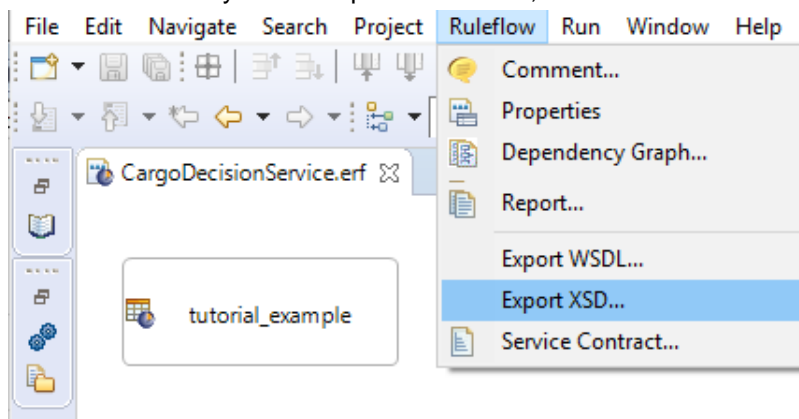 File Edit Navigate Search Project Ruleflow Run Window Help
Comment...
Properties
CargoDecisionService.erf
Dependency Graph...
Report...
Export WSDL...
tutorial_example
Export XSD...
Service Contract...